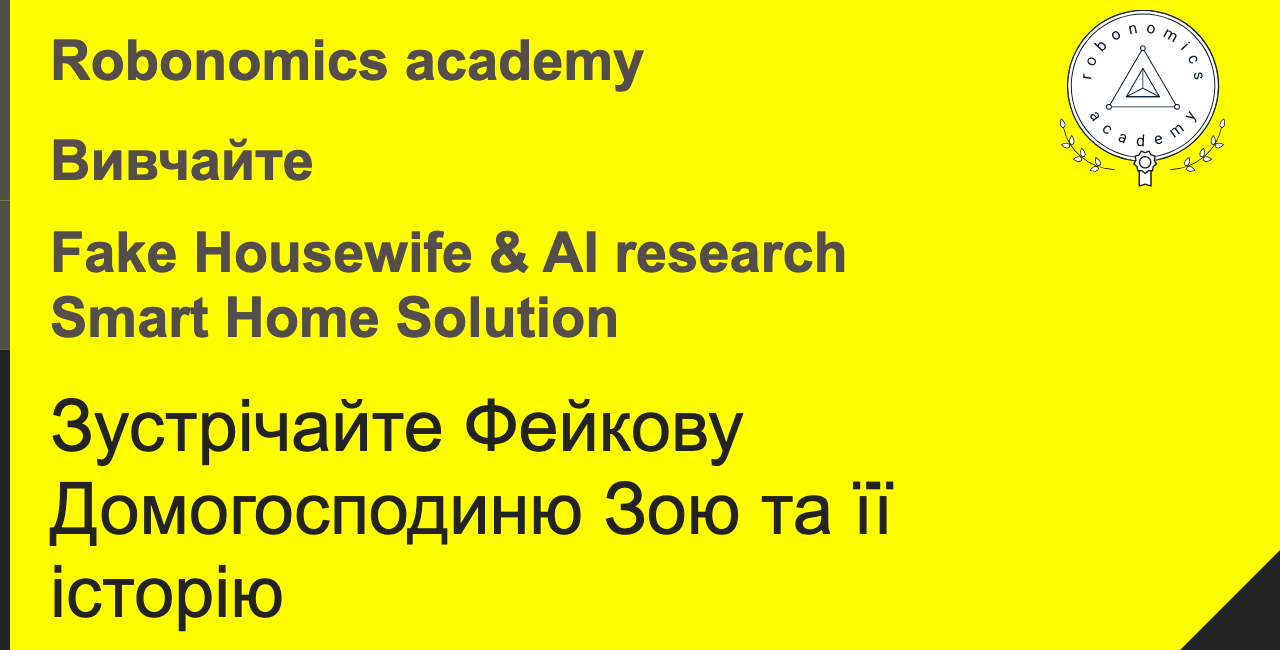 Robonomics academy
robonomics
academy
Вивчайте
Fake Housewife & AI research
Smart Home Solution
Зустрічайте Фейкову
Домогосподиню Зою та її
історію